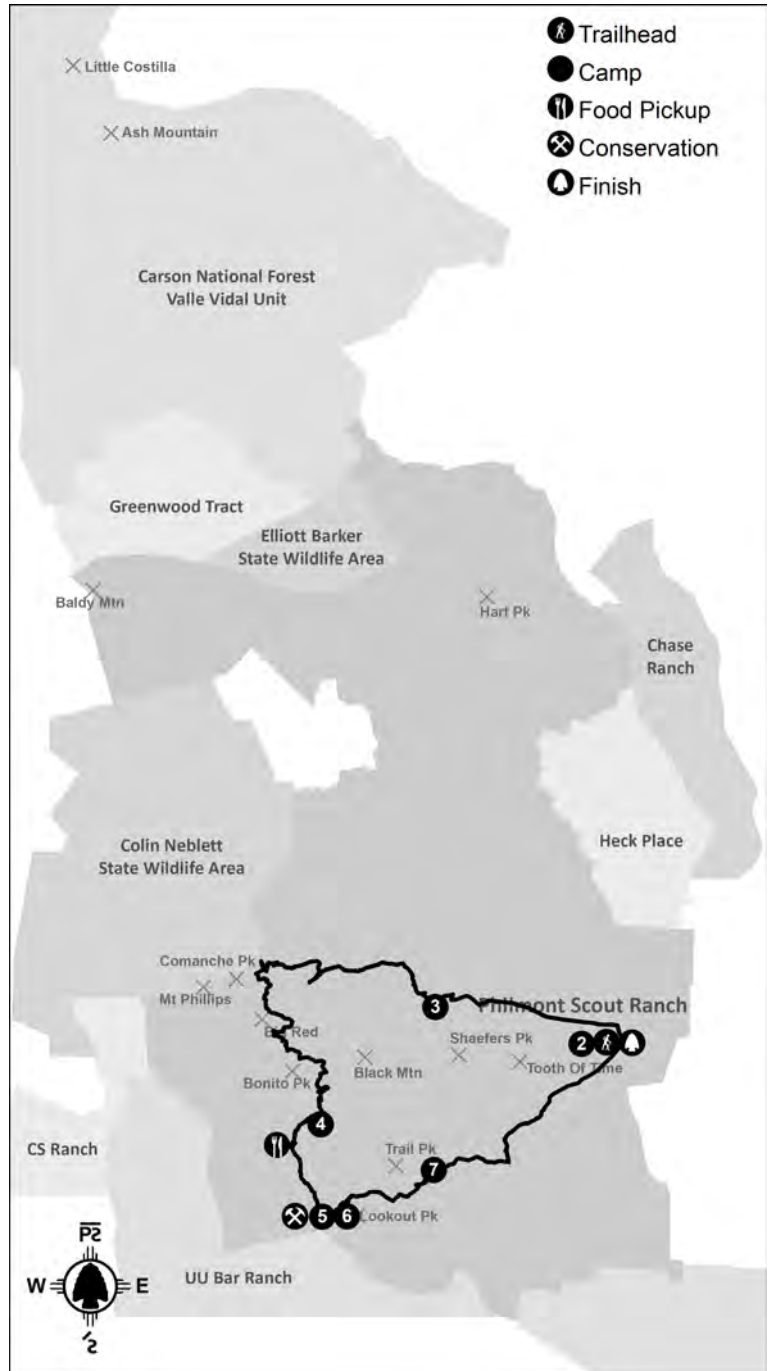 Trailhead
Camp
Food Pickup
Conservation
Finish
Little Costilla
Ash Mountain
Carson National Forest
Valle Vidal Unit
Greenwood Tract
Elliott Barker
State Wildlife Area
Baldy Mtn
Hart Pk
Chase
Ranch
Colin Neblett
State Wildlife Area
Heck Place
Comanche Pk
Mt Phillips
3
Philmont Scout Ranch
Big Red
Shaefers Pk
2
Black Mtn
Tooth Of Time
Bonito Pk
4
CS Ranch
Trail Pk
7
5
6
Lookout Pk
UU Bar Ranch
W
E